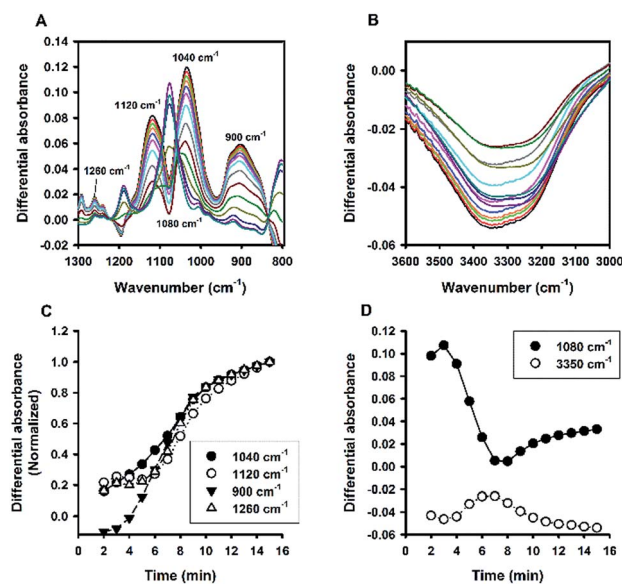 A
B
0.14
0.12
0.10
0.08
0.06
0.04
0.02
0.00
-0.02
Differential absorbance
1260 cm-1
1120 cm-1
1040 cm-1
1080 cm-1
900 cm-1
1300 1200 1100 1000 900 800
Wavenumber (cm-1)
0.00
-0.02
-0.04
-0.06
Differential absorbance
3600 3500 3400 3300 3200 3100 3000
Wavenumber (cm-1)
C
D
1.2
1.0
0.8
0.6
0.4
0.2
0.0
Differential absorbance
(Normalized)
1040 cm-1
1120 cm-1
900 cm-1
1260 cm-1
0 2 4 6 8 10 12 14 16
Time (min)
0.12
0.10
0.08
0.06
0.04
0.02
0.00
-0.02
-0.04
-0.06
Differential absorbance
1080 cm-1
3350 cm-1
0 2 4 6 8 10 12 14 16
Time (min)